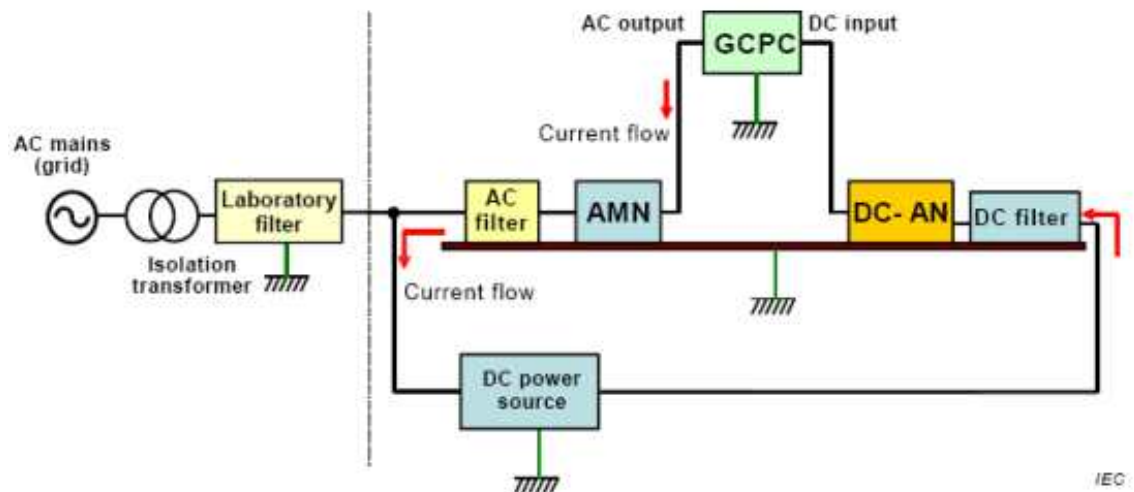 AC output
GCPC
DC input
Current flow
AC mains
(grid)
Laboratory
filter
Isolation
transformer
AC
filter
AMN
DC- AN
DC filter
Current flow
DC power
source
IEC